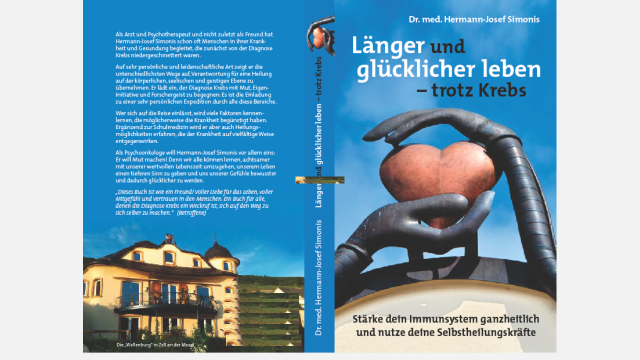 Als Arzt und Psychotherapeut und nicht zuletzt als Freund hat
Hermann-Josef Simonis schon oft Menschen in ihrer Krank-
heit und Gesundung begleitet, die zunächst von der Diagnose
Krebs niedergeschmettert waren.
Auf sehr persönliche und leidenschaftliche Art zeigt er die
unterschiedlichsten Wege auf, Verantwortung für eine Heilung
auf der körperlichen, seelischen und geistigen Ebene zu
übernehmen. Er lädt ein, der Diagnose Krebs mit Mut, Eigen-
initiative und Forschergeist zu begegnen. Es ist die Einladung
zu einer sehr persönlichen Expedition durch alle diese Bereiche.
Wer sich auf die Reise einlässt, wird viele Faktoren kennen-
lernen, die möglicherweise die Krankheit begünstigt haben.
Ergänzend zur Schulmedizin wird er aber auch Heilungs-
möglichkeiten erfahren, die der Krankheit auf vielfältige Weise
entgegenwirken.
Als Psychoonkologe will Hermann-Josef Simonis vor allem eins:
Er will Mut machen! Denn wir alle können lernen, achtsamer
mit unserer wertvollen Lebenszeit umzugehen, unserem Leben
einen tieferen Sinn zu geben und uns unserer Gefühle bewusster
und dadurch glücklicher zu werden.
„Dieses Buch ist wie ein Freund! Voller Liebe für das Leben, voller
Mitgefühl und Vertrauen in den Menschen. Ein Buch für alle,
denen die Diagnose Krebs ein Weckruf ist, sich auf den Weg zu
sich selber zu machen.“ (Betroffene)
Die „Wellenburg“ in Zell an der Mosel
Dr. med. Hermann-Josef Simonis
Länger und glücklicher leben – trotz Krebs
Dr. med. Hermann-Josef Simonis
Länger und
glücklicher leben
– trotz Krebs
Stärke dein Immunsystem ganzheitlich
und nutze deine Selbstheilungskräfte